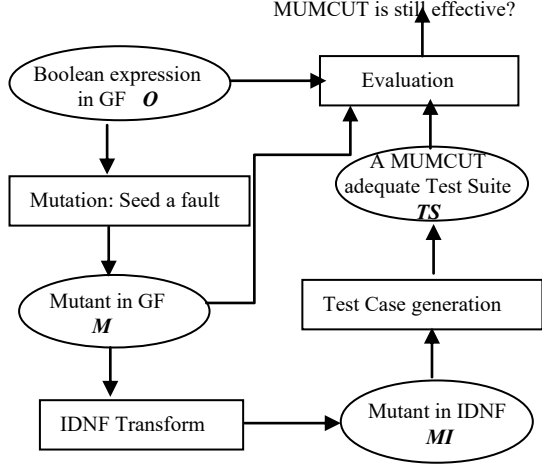 MUMCUT is still effective?
Boolean expression
in GF O
Evaluation
A MUMCUT
adequate Test Suite
TS
Mutation: Seed a fault
Mutant in GF
M
Test Case generation
IDNF Transform
Mutant in IDNF
MI